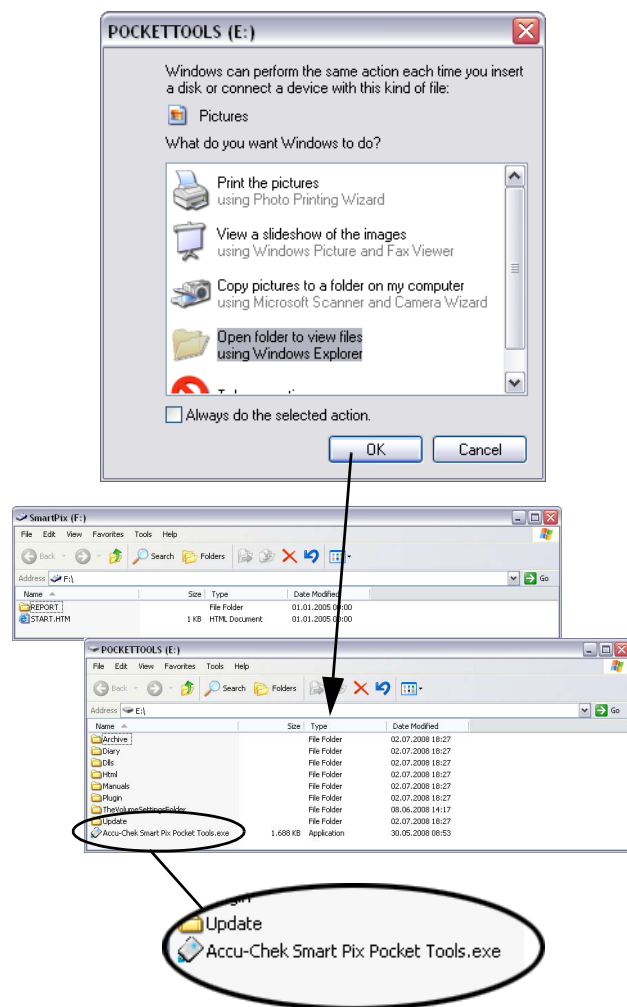 POCKETTOOLS (E:)
Windows can perform the same action each time you insert
a disk or connect a device with this kind of file:
Pictures
What do you want Windows to do?
Print the pictures
using Photo Printing Wizard
View a slideshow of the images
using Windows Picture and Fax Viewer
Copy pictures to a folder on my computer
using Microsoft Scanner and Camera Wizard
Open folder to view files
using Windows Explorer
Always do the selected action.
OK Cancel
SmartPix (F:)
File Edit View Favorites Tools Help
Back Search Folders
Address F:\ Go
Name Size Type Date Modified
REPORT File Folder 01.01.2005 00:00
START.HTM 1 KB HTML Document 01.01.2005 00:00
POCKETTOOLS (E:)
File Edit View Favorites Tools Help
Back Search Folders
Address E:\ Go
Name Size Type Date Modified
Archive File Folder 02.07.2008 18:27
Diary File Folder 02.07.2008 18:27
Dlls File Folder 02.07.2008 18:27
Html File Folder 02.07.2008 18:27
Manuals File Folder 02.07.2008 18:27
Plugin File Folder 02.07.2008 18:27
TheVolumeSettingsFolder File Folder 08.06.2008 14:17
Update File Folder 02.07.2008 18:27
Accu-Chek Smart Pix Pocket Tools.exe 1.688 KB Application 30.05.2008 08:53
Update
Accu-Chek Smart Pix Pocket Tools.exe